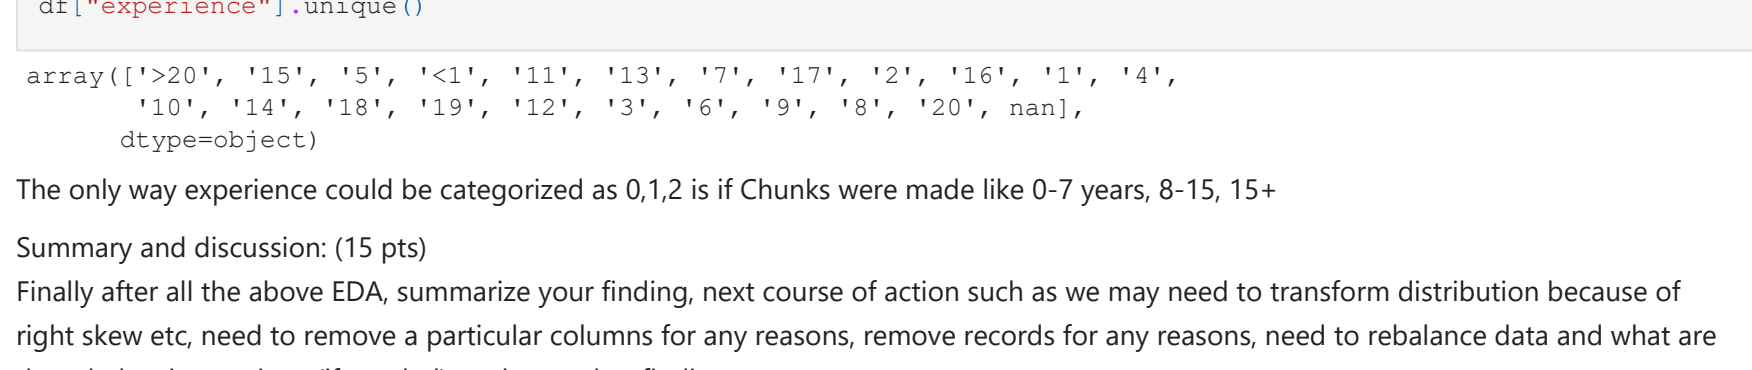 df["experience"].unique()
array(['>20', '15', '5', '<1', '11', '13', '7', '17', '2', '16', '1', '4',
'10', '14', '18', '19', '12', '3', '6', '9', '8', '20', nan],
dtype=object)
The only way experience could be categorized as 0,1,2 is if Chunks were made like 0-7 years, 8-15, 15+
Summary and discussion: (15 pts)
Finally after all the above EDA, summarize your finding, next course of action such as we may need to transform distribution because of
right skew etc, need to remove a particular columns for any reasons, remove records for any reasons, need to rebalance data and what are